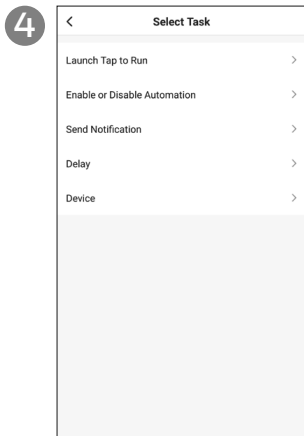 4
Select Task
Launch Tap to Run
Enable or Disable Automation
Send Notification
Delay
Device